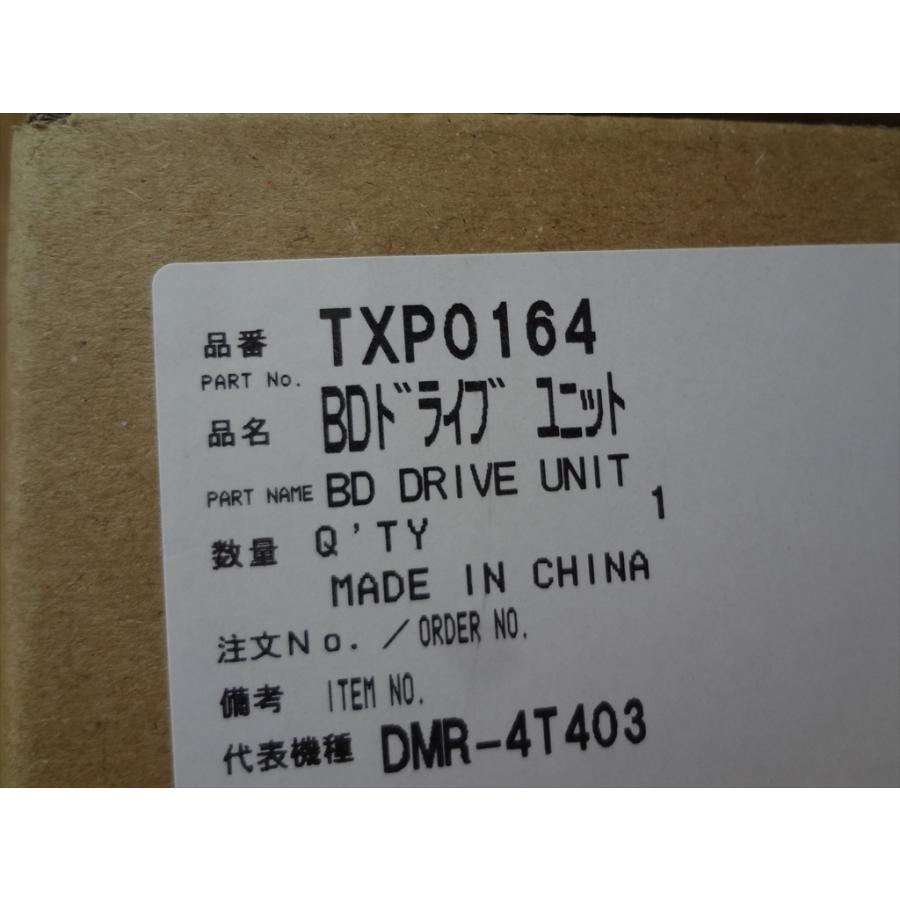 品番 TXP0164
PART No.
品名 BDﾄﾞﾗｲﾌﾞ ﾕﾆｯﾄ
PART NAME BD DRIVE UNIT
数量 Q'TY 1
MADE IN CHINA
注文No./ORDER NO.
備考 ITEM NO.
代表機種 DMR-4T403